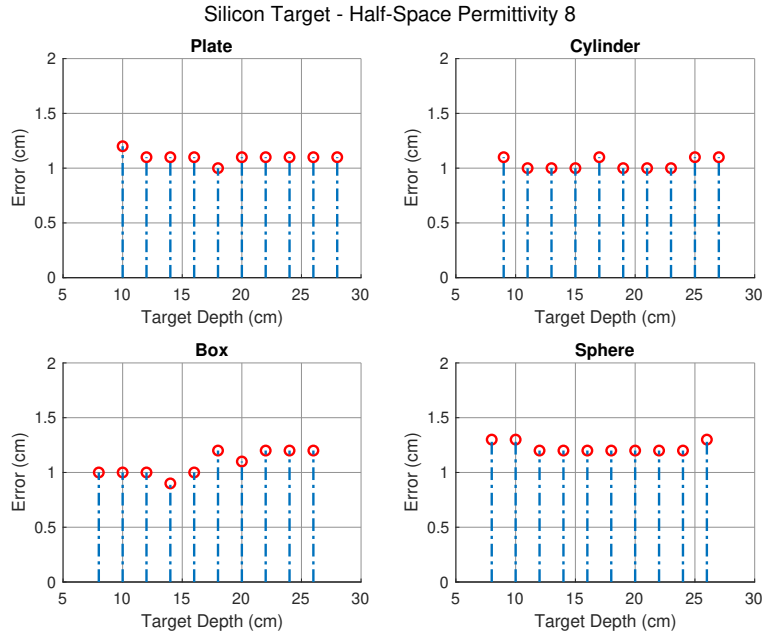 Silicon Target - Half-Space Permittivity 8
Plate
2
1.5
1
0.5
0
Error (cm)
5 10 15 20 25 30
Target Depth (cm)
Cylinder
2
1.5
1
0.5
0
Error (cm)
5 10 15 20 25 30
Target Depth (cm)
Box
2
1.5
1
0.5
0
Error (cm)
5 10 15 20 25 30
Target Depth (cm)
Sphere
2
1.5
1
0.5
0
Error (cm)
5 10 15 20 25 30
Target Depth (cm)